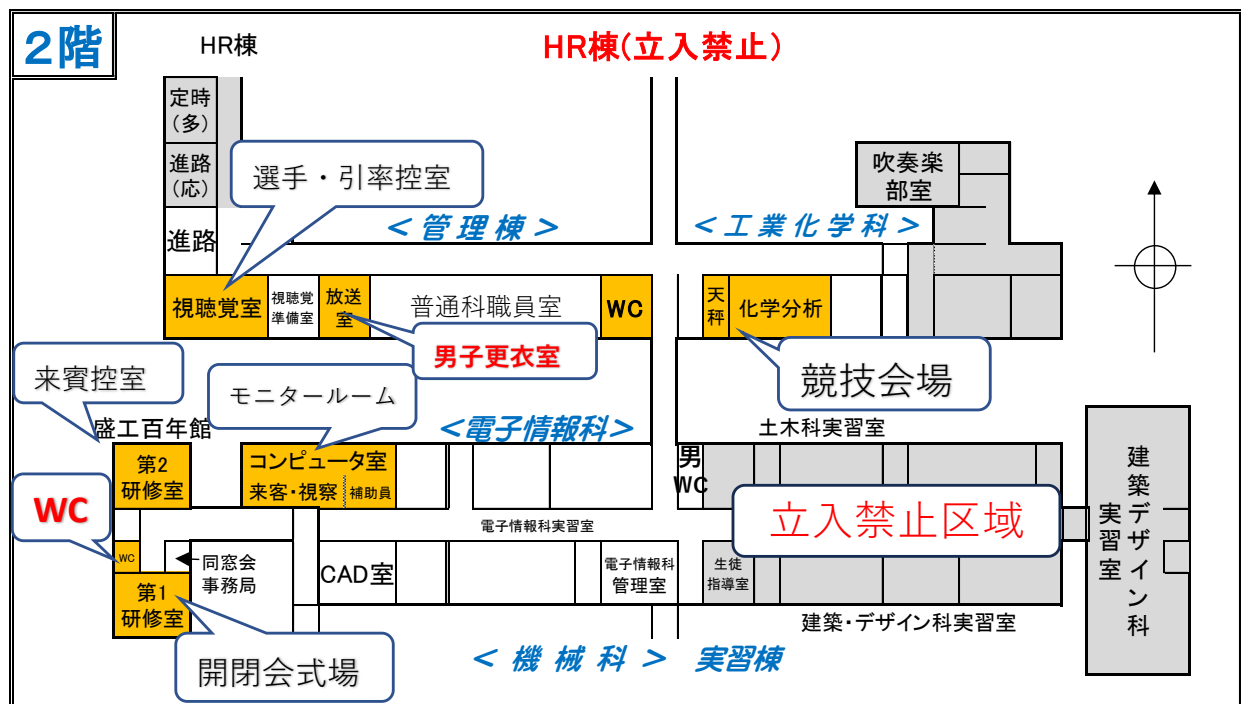 2階
HR棟
HR棟(立入禁止)
定時
(多)
進路
(応)
進路
選手・引率控室
吹奏楽
部室
＜管理棟＞
＜工業化学科＞
視聴覚室
視聴覚
準備室
放送
室
普通科職員室
WC
天
秤
化学分析
男子更衣室
競技会場
来賓控室
モニタールーム
盛工百年館
＜電子情報科＞
土木科実習室
第2
研修室
コンピュータ室
来客・視察
補助員
男
WC
WC
立入禁止区域
建築デザイン科
実習室
電子情報科実習室
WC
同窓会
事務局
CAD室
電子情報科
管理室
生徒
指導室
第1
研修室
建築・デザイン科実習室
開閉会式場
＜機械科＞ 実習棟